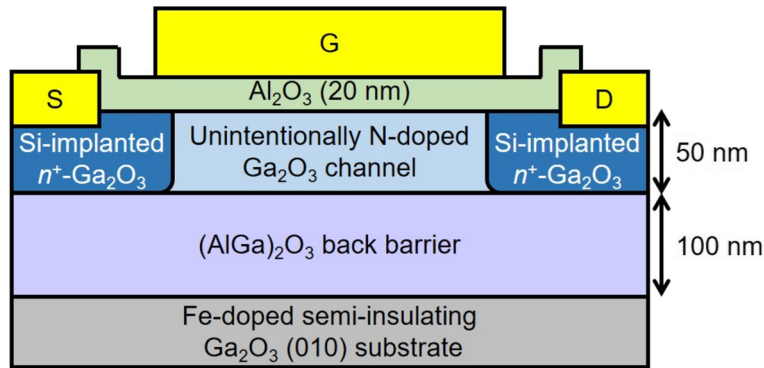 G
S
Al₂O₃ (20 nm)
D
Si-implanted
n⁺-Ga₂O₃
Unintentionally N-doped
Ga₂O₃ channel
Si-implanted
n⁺-Ga₂O₃
50 nm
(AlGa)₂O₃ back barrier
100 nm
Fe-doped semi-insulating
Ga₂O₃ (010) substrate